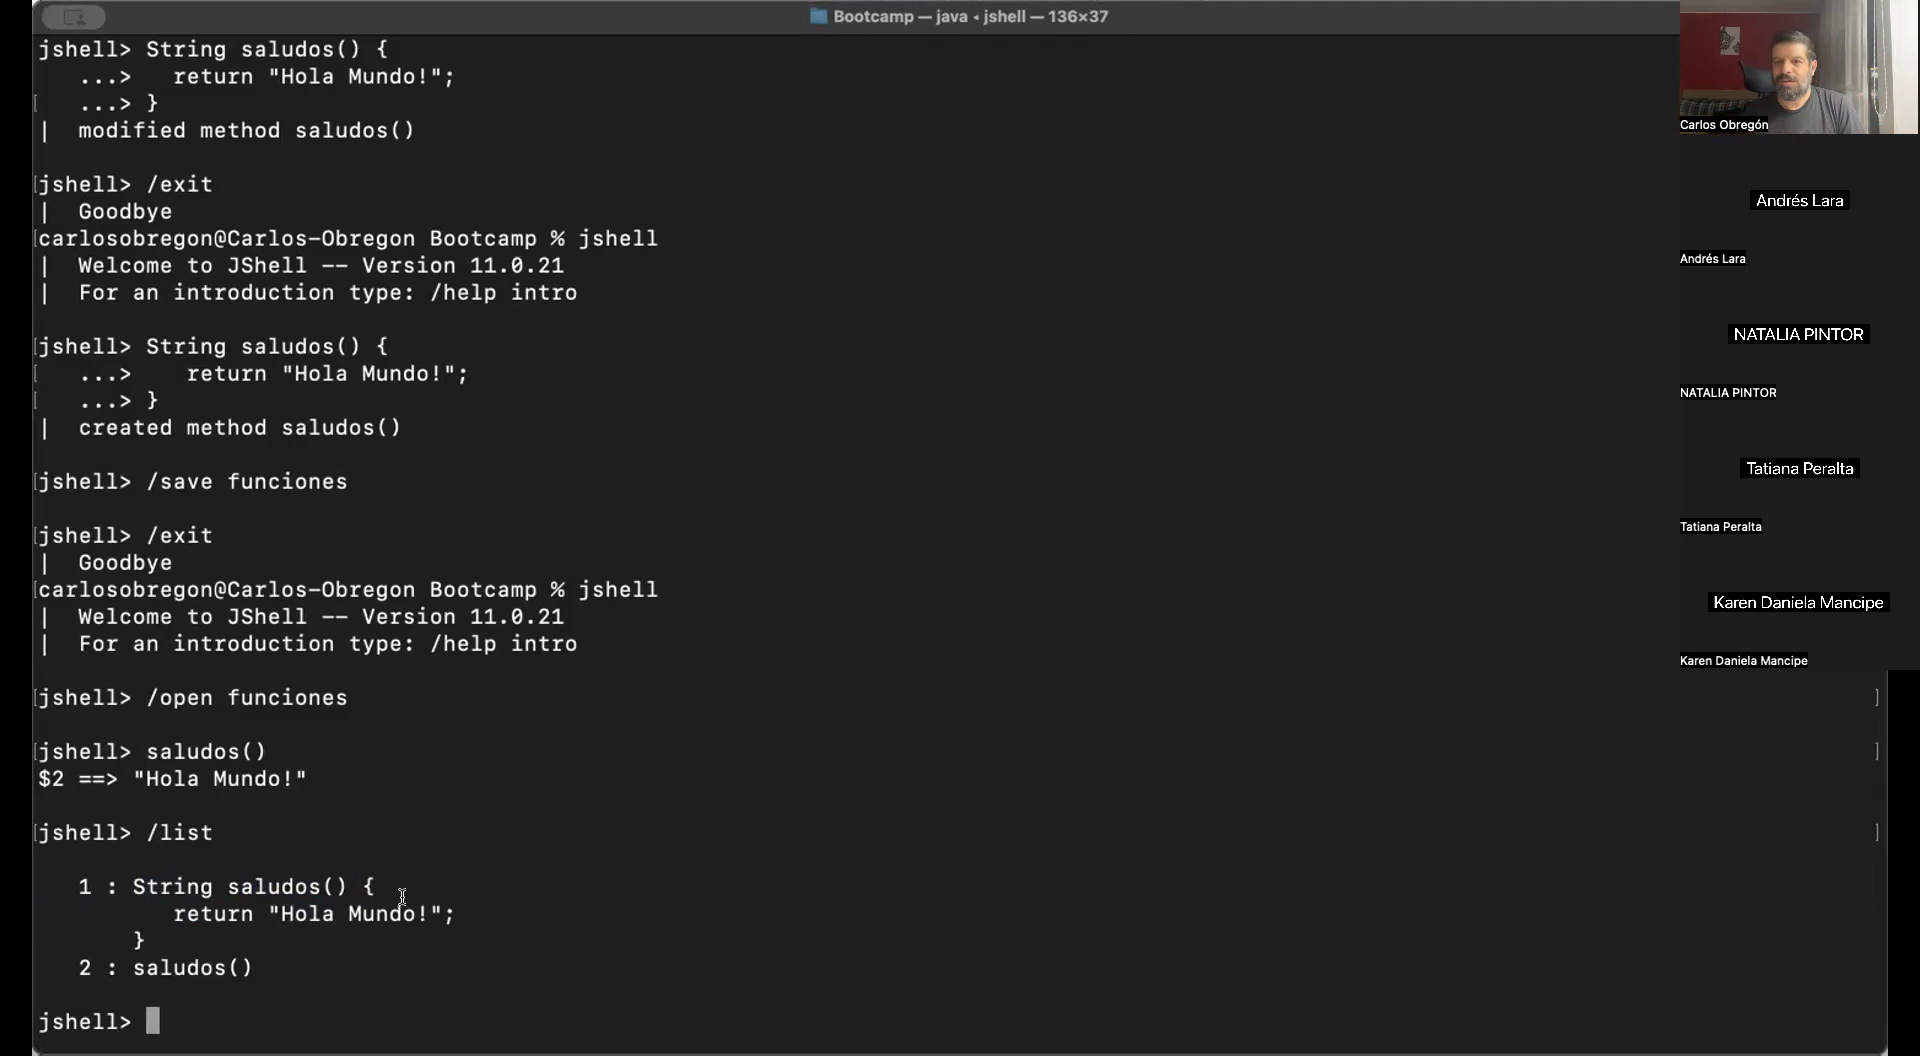 Bootcamp — java ◂ jshell — 136×37
jshell> String saludos() {
...> return "Hola Mundo!";
...> }
| modified method saludos()
jshell> /exit
| Goodbye
carlosobregon@Carlos-Obregon Bootcamp % jshell
| Welcome to JShell -- Version 11.0.21
| For an introduction type: /help intro
jshell> String saludos() {
...> return "Hola Mundo!";
...> }
| created method saludos()
jshell> /save funciones
jshell> /exit
| Goodbye
carlosobregon@Carlos-Obregon Bootcamp % jshell
| Welcome to JShell -- Version 11.0.21
| For an introduction type: /help intro
jshell> /open funciones
jshell> saludos()
$2 ==> "Hola Mundo!"
jshell> /list
1 : String saludos() {
return "Hola Mundo!";
}
2 : saludos()
jshell>
Carlos Obregón
Andrés Lara
Andrés Lara
NATALIA PINTOR
NATALIA PINTOR
Tatiana Peralta
Tatiana Peralta
Karen Daniela Mancipe
Karen Daniela Mancipe